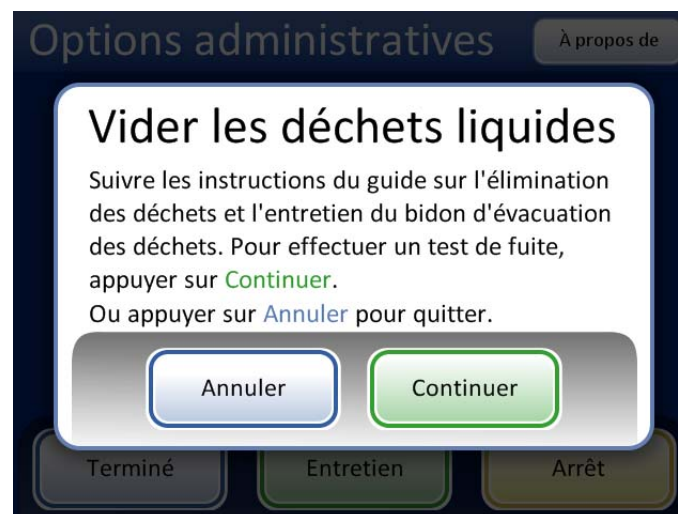 Options administratives
À propos de
Vider les déchets liquides
Suivre les instructions du guide sur l'élimination
des déchets et l'entretien du bidon d'évacuation
des déchets. Pour effectuer un test de fuite,
appuyer sur Continuer.
Ou appuyer sur Annuler pour quitter.
Annuler
Continuer
Terminé
Entretien
Arrêt